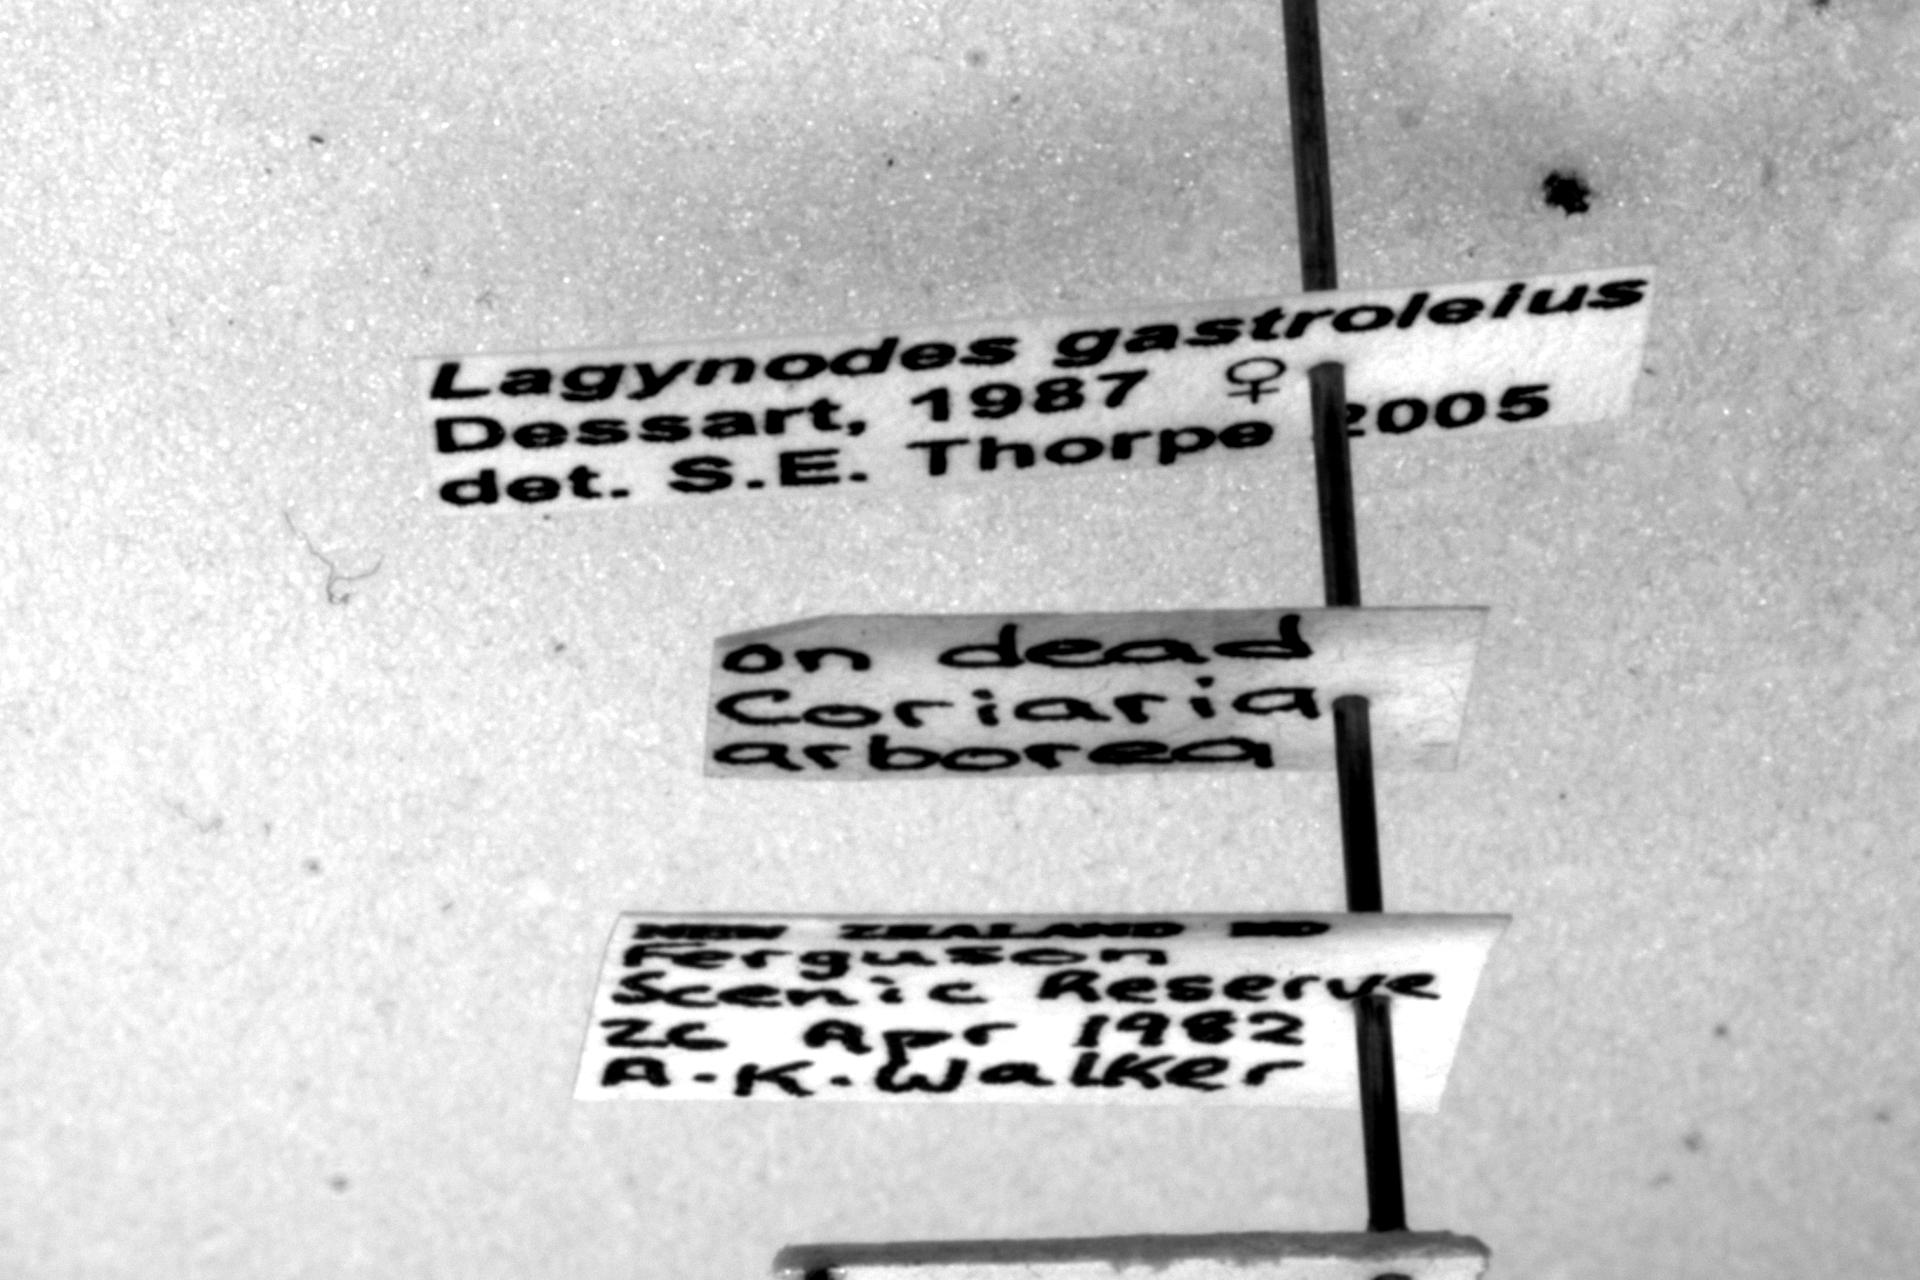 Lagynodes gastroleius
Dessart, 1987 ♀
det. S.E. Thorpe 2005
on dead
Coriaria
arborea
NEW ZEALAND ND
Ferguson
Scenic Reserve
26 Apr 1982
A.K. Walker